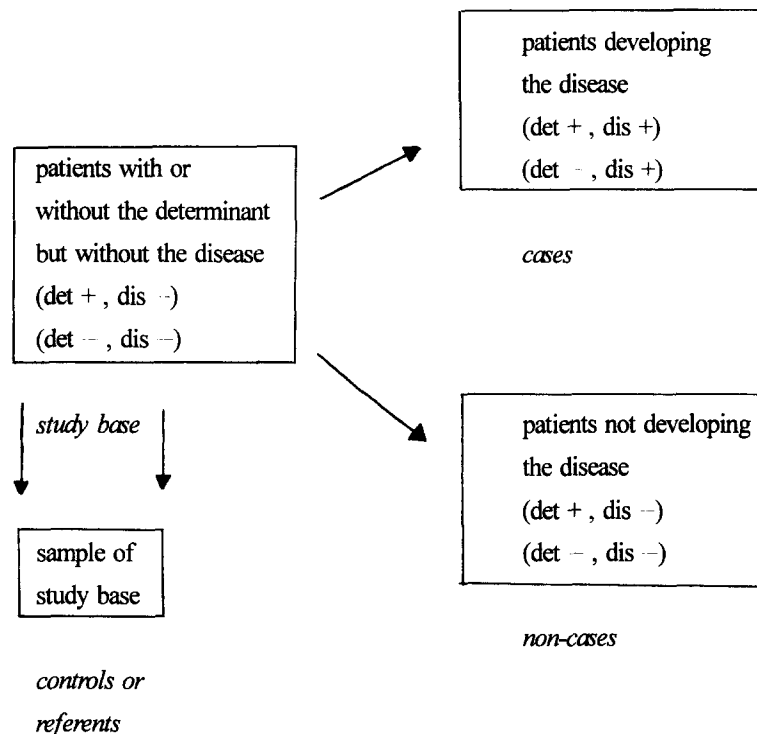 patients developing
the disease
(det + , dis +)
(det - , dis +)
cases
patients with or
without the determinant
but without the disease
(det + , dis -)
(det - , dis -)
study base
sample of
study base
controls or
referents
patients not developing
the disease
(det + , dis -)
(det - , dis -)
non-cases